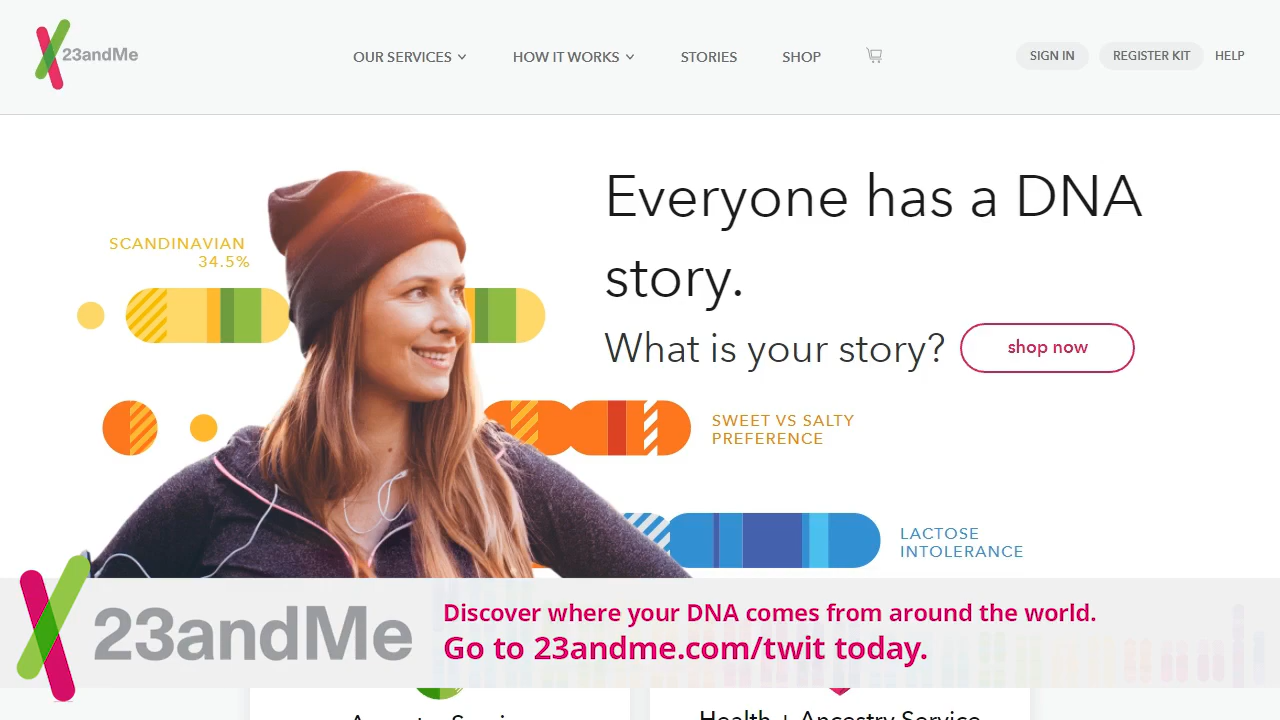 23andMe
OUR SERVICES
HOW IT WORKS
STORIES
SHOP
SIGN IN
REGISTER KIT
HELP
Everyone has a DNA
story.
What is your story?
shop now
SCANDINAVIAN
34.5%
SWEET VS SALTY
PREFERENCE
LACTOSE
INTOLERANCE
23andMe
Discover where your DNA comes from around the world.
Go to 23andme.com/twit today.
Health + Ancestry Service